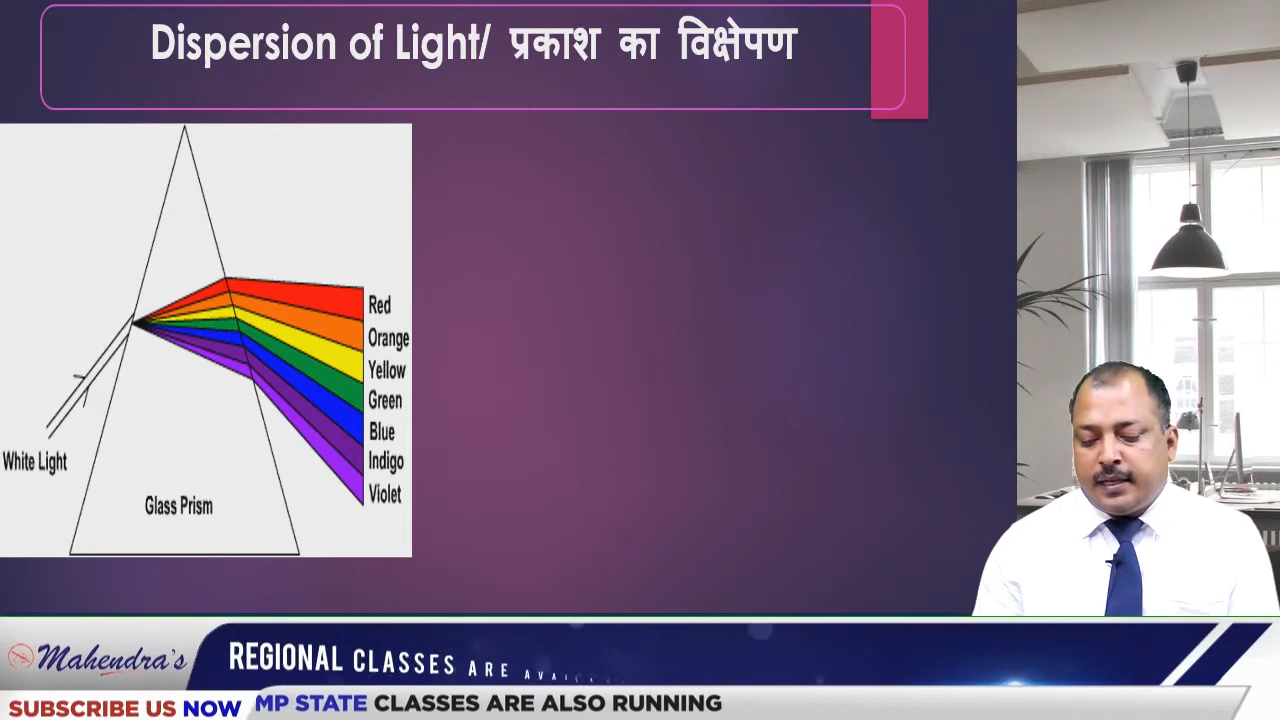 Dispersion of Light/ प्रकाश का विक्षेपण
Red
Orange
Yellow
Green
Blue
Indigo
Violet
White Light
Glass Prism
Mahendra's
REGIONAL CLASSES ARE AVAIL
SUBSCRIBE US NOW
MP STATE CLASSES ARE ALSO RUNNING